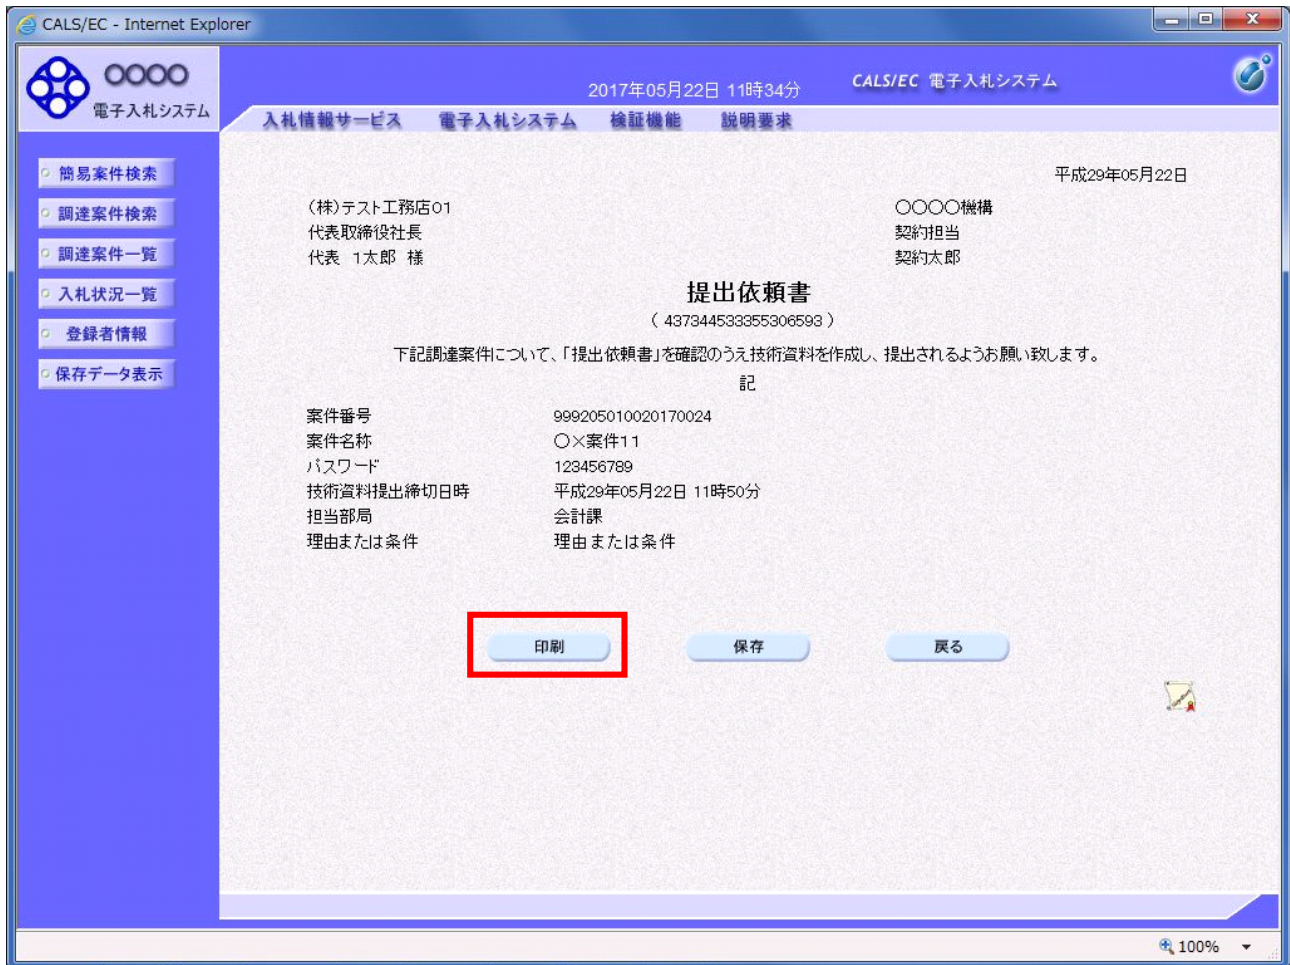 CALS/EC - Internet Explorer
○○○○
電子入札システム
2017年05月22日 11時34分
CALS/EC 電子入札システム
入札情報サービス 電子入札システム 検証機能 説明要求
簡易案件検索
調達案件検索
調達案件一覧
入札状況一覧
登録者情報
保存データ表示
平成29年05月22日
(株)テスト工務店01
代表取締役社長
代表 1太郎 様
○○○○機構
契約担当
契約太郎
提出依頼書
(437344533355306593)
下記調達案件について、「提出依頼書」を確認のうえ技術資料を作成し、提出されるようお願い致します。
記
案件番号 999205010020170024
案件名称 ○×案件11
パスワード 123456789
技術資料提出締切日時 平成29年05月22日 11時50分
担当部局 会計課
理由または条件 理由または条件
印刷 保存 戻る
100%